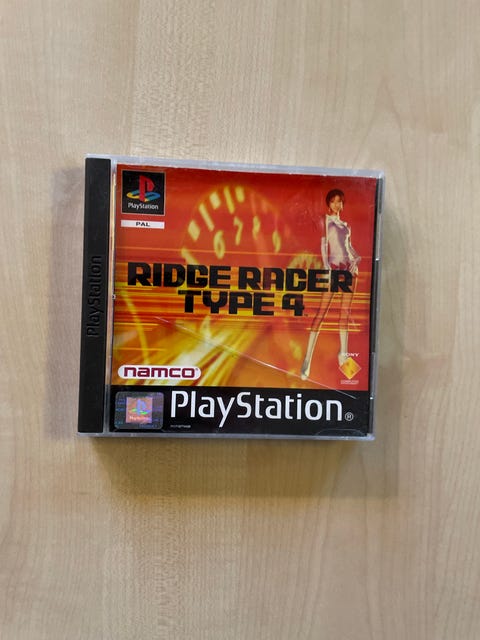 PlayStation
PlayStation
PAL
RIDGE RACER
TYPE 4
namco
SONY
PlayStation®